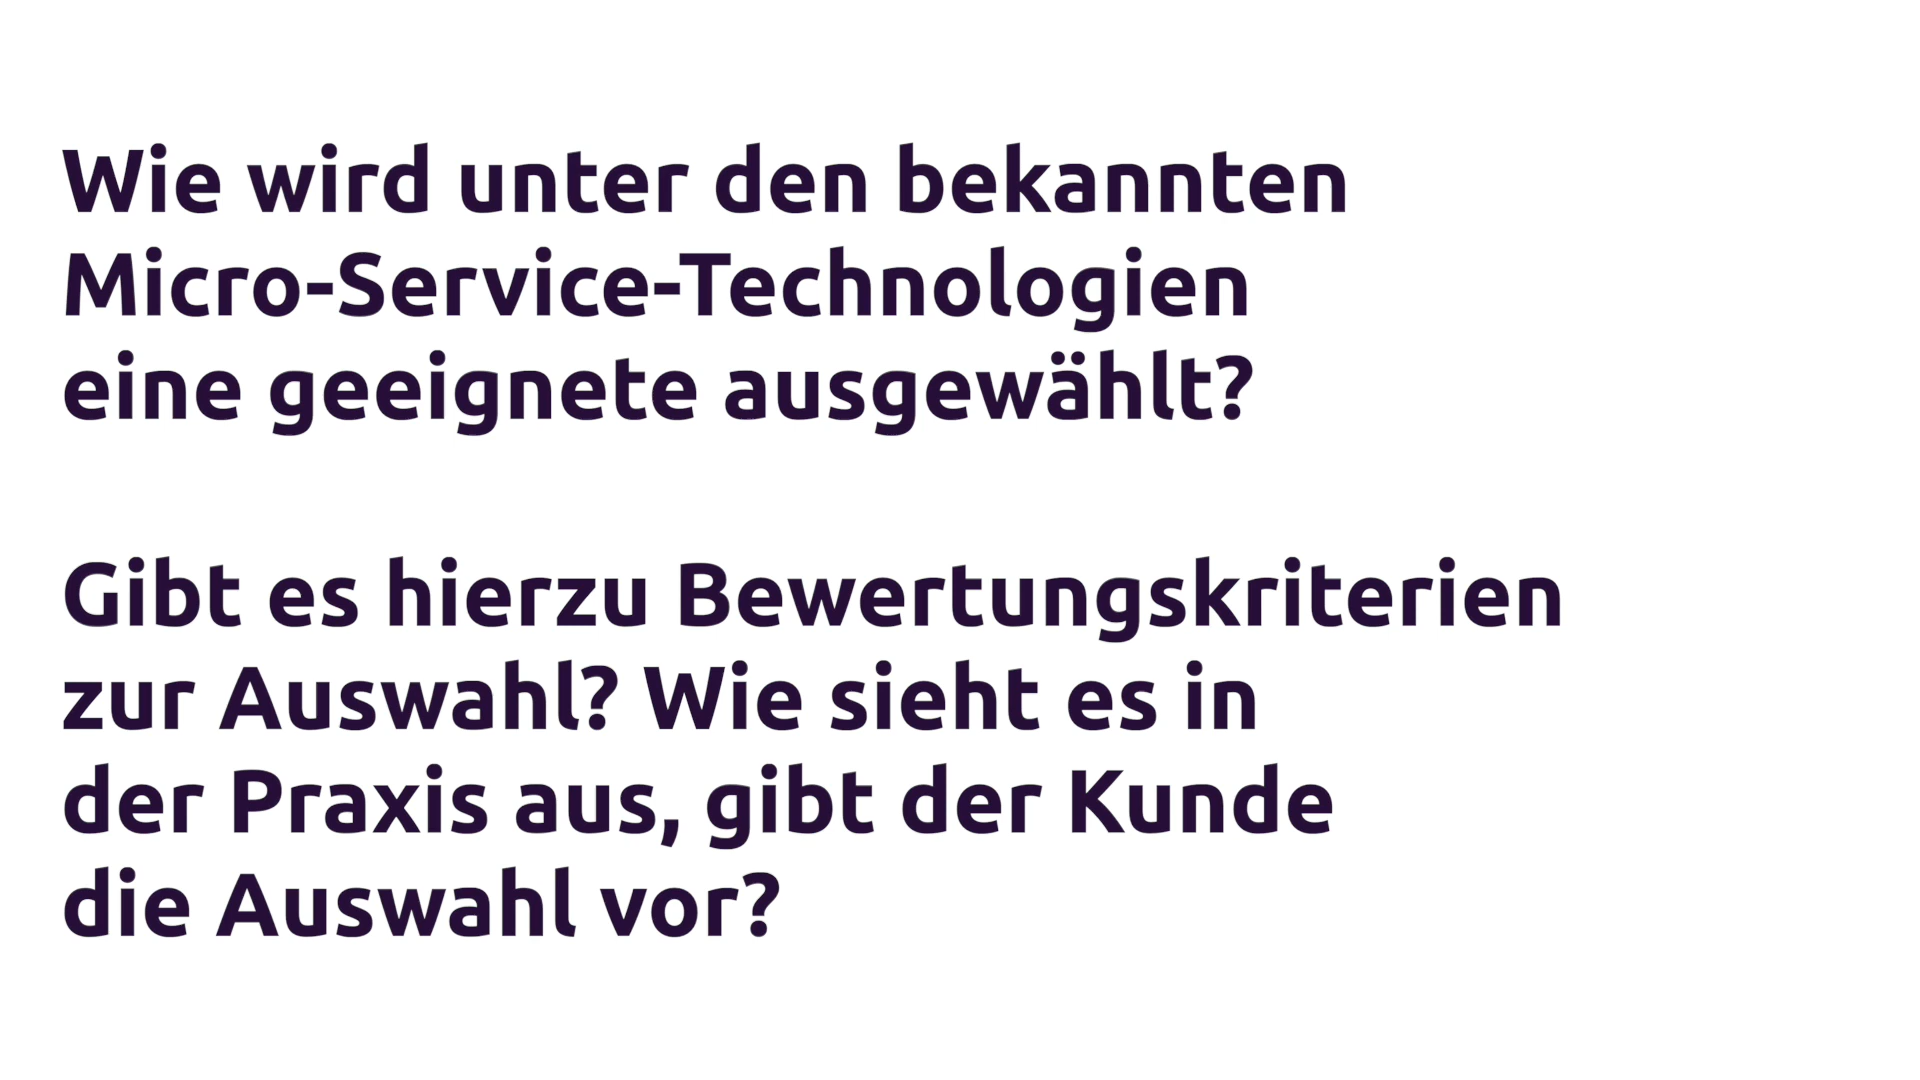 Wie wird unter den bekannten
Micro-Service-Technologien
eine geeignete ausgewählt?
Gibt es hierzu Bewertungskriterien
zur Auswahl? Wie sieht es in
der Praxis aus, gibt der Kunde
die Auswahl vor?